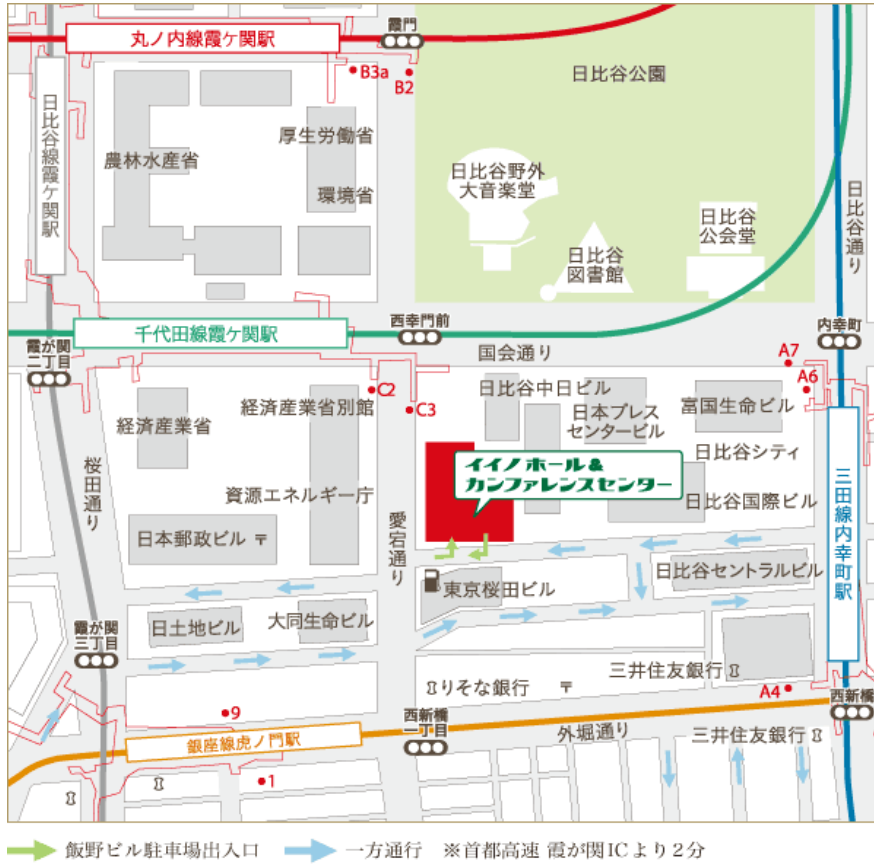 丸ノ内線霞ケ関駅
霞門
B3a
B2
日比谷公園
日比谷線霞ケ関駅
農林水産省
厚生労働省
環境省
日比谷野外
大音楽堂
日比谷
図書館
日比谷
公会堂
日比谷通り
千代田線霞ケ関駅
西幸門前
内幸町
霞が関
二丁目
国会通り
A7
A6
C2
C3
経済産業省
経済産業省別館
日比谷中日ビル
日本プレス
センタービル
富国生命ビル
日比谷シティ
イイノホール&
カンファレンスセンター
桜田通り
資源エネルギー庁
日比谷国際ビル
三田線内幸町駅
日本郵政ビル 〒
愛宕通り
東京桜田ビル
日比谷セントラルビル
日土地ビル
大同生命ビル
霞が関
三丁目
三井住友銀行
りそな銀行
〒
A4
西新橋
9
銀座線虎ノ門駅
西新橋
一丁目
外堀通り
三井住友銀行
1
飯野ビル駐車場出入口
一方通行
※首都高速 霞が関ICより2分